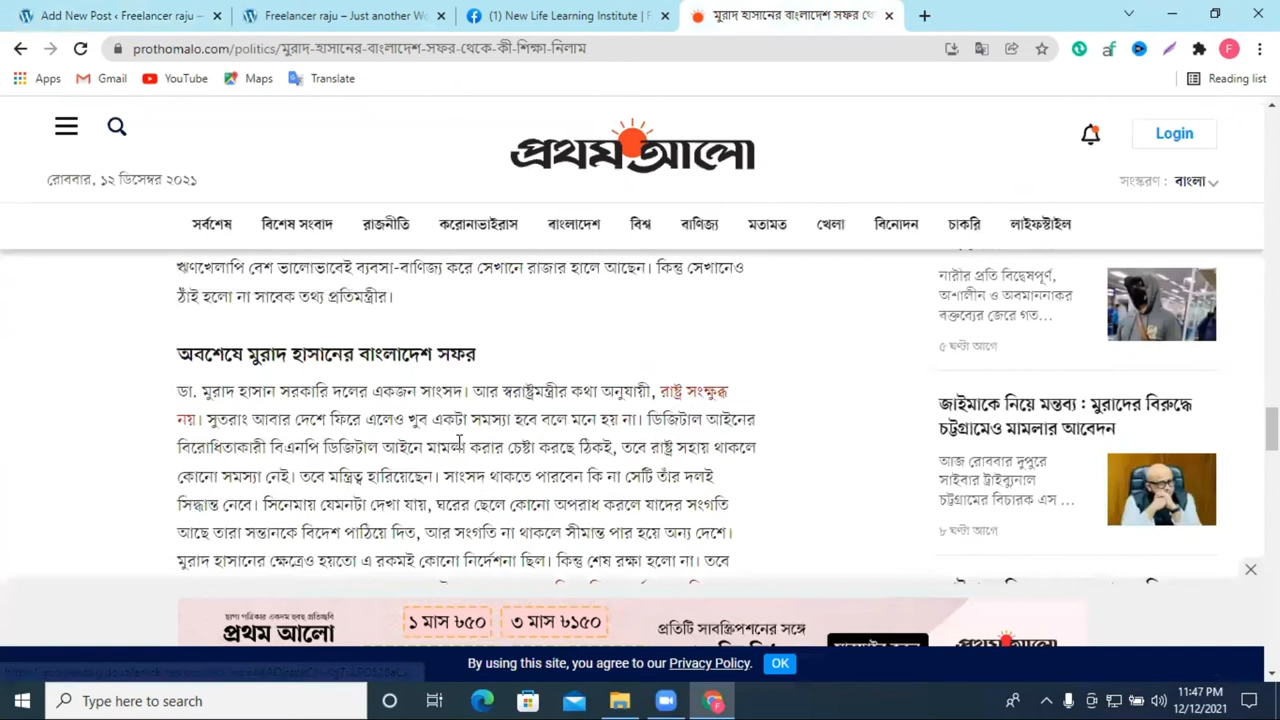 Add New Post ‹ Freelancer raju —
Freelancer raju – Just another W
(1) New Life Learning Institute | F
মুরাদ হাসানের বাংলাদেশ সফর থে
prothomalo.com/politics/মুরাদ-হাসানের-বাংলাদেশ-সফর-থেকে-কী-শিক্ষা-নিলাম
F
Apps
Gmail
YouTube
Maps
Translate
Reading list
প্রথম আলো
Login
রোববার, ১২ ডিসেম্বর ২০২১
সংস্করণ : বাংলা
সর্বশেষ
বিশেষ সংবাদ
রাজনীতি
করোনাভাইরাস
বাংলাদেশ
বিশ্ব
বাণিজ্য
মতামত
খেলা
বিনোদন
চাকরি
লাইফস্টাইল
ঋণখেলাপি বেশ ভালোভাবেই ব্যবসা-বাণিজ্য করে সেখানে রাজার হালে আছেন। কিন্তু সেখানেও
ঠাঁই হলো না সাবেক তথ্য প্রতিমন্ত্রীর।
অবশেষে মুরাদ হাসানের বাংলাদেশ সফর
ডা. মুরাদ হাসান সরকারি দলের একজন সাংসদ। আর স্বরাষ্ট্রমন্ত্রীর কথা অনুযায়ী, রাষ্ট্র সংক্ষুব্ধ
নয়। সুতরাং আবার দেশে ফিরে এলেও খুব একটা সমস্যা হবে বলে মনে হয় না। ডিজিটাল আইনের
বিরোধিতাকারী বিএনপি ডিজিটাল আইনে মামলা করার চেষ্টা করছে ঠিকই, তবে রাষ্ট্র সহায় থাকলে
কোনো সমস্যা নেই। তবে মন্ত্রিত্ব হারিয়েছেন। সাংসদ থাকতে পারবেন কি না সেটি তাঁর দলই
সিদ্ধান্ত নেবে। সিনেমায় যেমনটা দেখা যায়, ঘরের ছেলে কোনো অপরাধ করলে যাদের সংগতি
আছে তারা সন্তানকে বিদেশ পাঠিয়ে দিত, আর সংগতি না থাকলে সীমান্ত পার হয়ে অন্য দেশে।
মুরাদ হাসানের ক্ষেত্রেও হয়তো এ রকমই কোনো নির্দেশনা ছিল। কিন্তু শেষ রক্ষা হলো না। তবে
নারীর প্রতি বিদ্বেষপূর্ণ,
অশালীন ও অবমাননাকর
বক্তব্যের জেরে গত...
৫ ঘণ্টা আগে
জাইমাকে নিয়ে মন্তব্য : মুরাদের বিরুদ্ধে
চট্টগ্রামেও মামলার আবেদন
আজ রোববার দুপুরে
সাইবার ট্রাইব্যুনাল
চট্টগ্রামের বিচারক এস ...
৮ ঘণ্টা আগে
ছাপা পত্রিকার একদম হুবহু প্রতিচ্ছবি
প্রথম আলো
১ মাস ৳৫০
৩ মাস ৳১৫০
প্রতিটি সাবস্ক্রিপশনের সঙ্গে
By using this site, you agree to our Privacy Policy.
OK
Type here to search
11:47 PM
12/12/2021